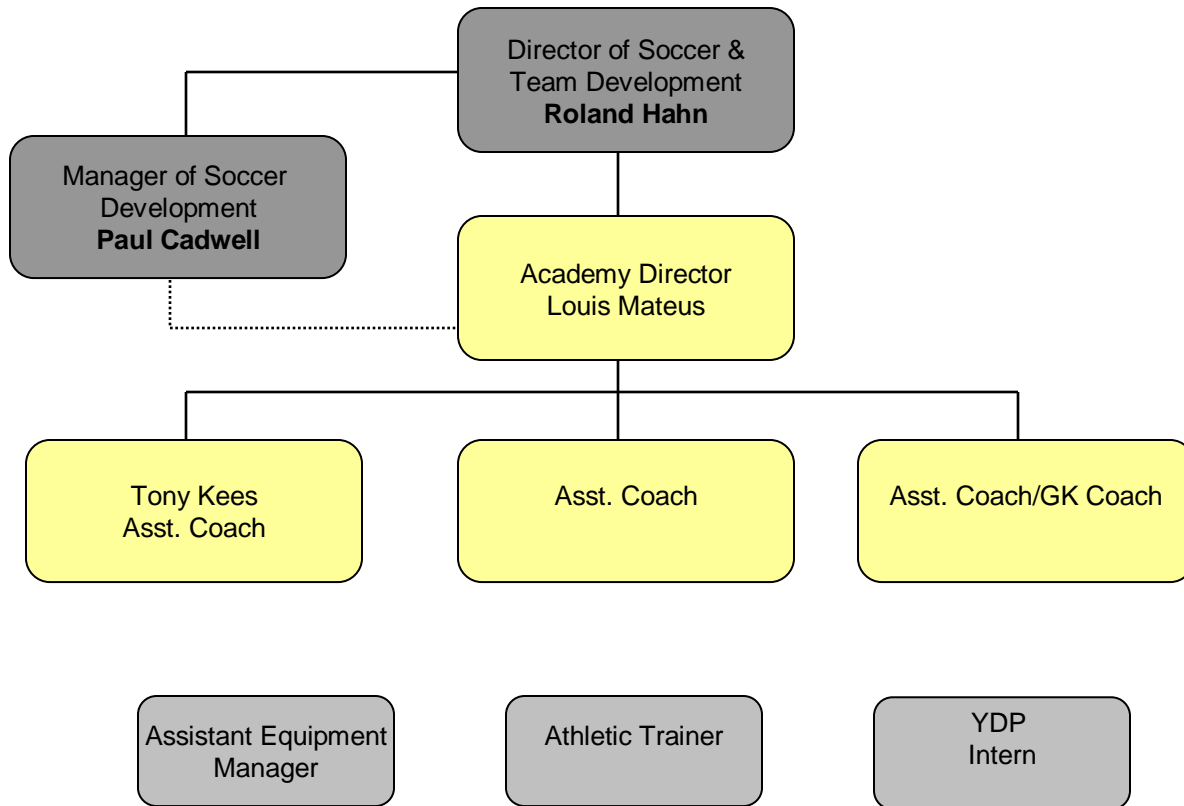 Director of Soccer &
Team Development
Roland Hahn
Manager of Soccer
Development
Paul Cadwell
Academy Director
Louis Mateus
Tony Kees
Asst. Coach
Asst. Coach
Asst. Coach/GK Coach
Assistant Equipment
Manager
Athletic Trainer
YDP
Intern